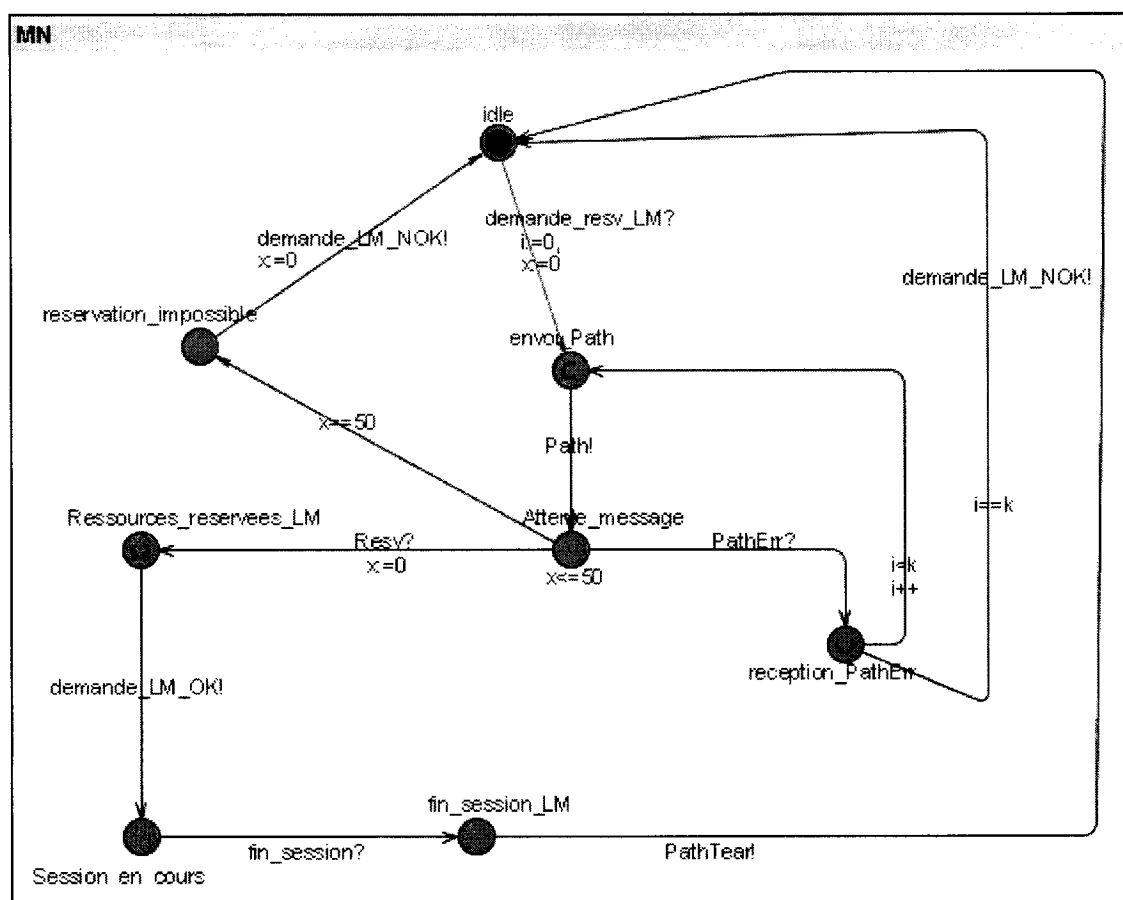 MN
idle
demande_resv_LM?
i:=0,
x:=0
demande_LM_NOK!
x:=0
demande_LM_NOK!
reservation_impossible
envoi_Path
x==50
Path!
i==k
Ressources_reservees_LM
Attente_message
Resv?
x:=0
x<=50
PathErr?
i<k
i++
reception_PathErr
demande_LM_OK!
fin_session_LM
fin_session?
PathTear!
Session en cours